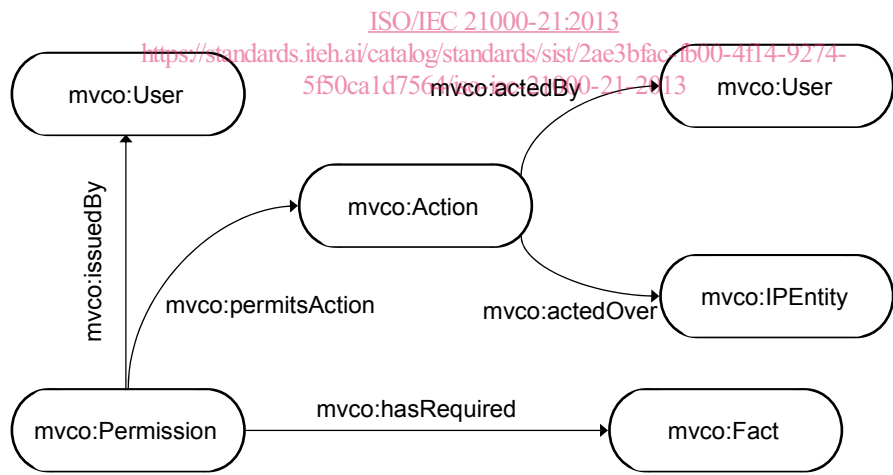 ISO/IEC 21000-21:2013
https://standards.iteh.ai/catalog/standards/sist/2ae3bfac-fb00-4f14-9274-
5f50ca1d7564/iso-iec-21000-21-2013
mvco:User
mvco:actedBy
mvco:User
mvco:issuedBy
mvco:Action
mvco:permitsAction
mvco:actedOver
mvco:IPEntity
mvco:Permission
mvco:hasRequired
mvco:Fact